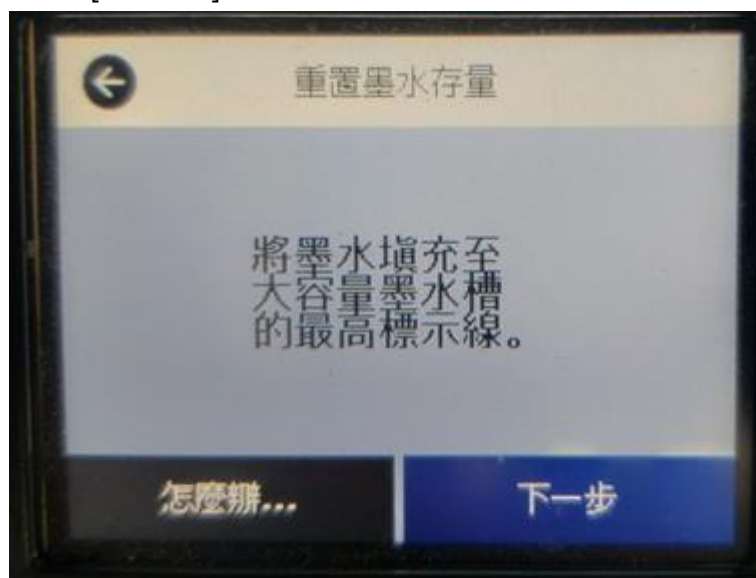 重置墨水存量
將墨水填充至
大容量墨水槽
的最高標示線。
怎麼辦...
下一步